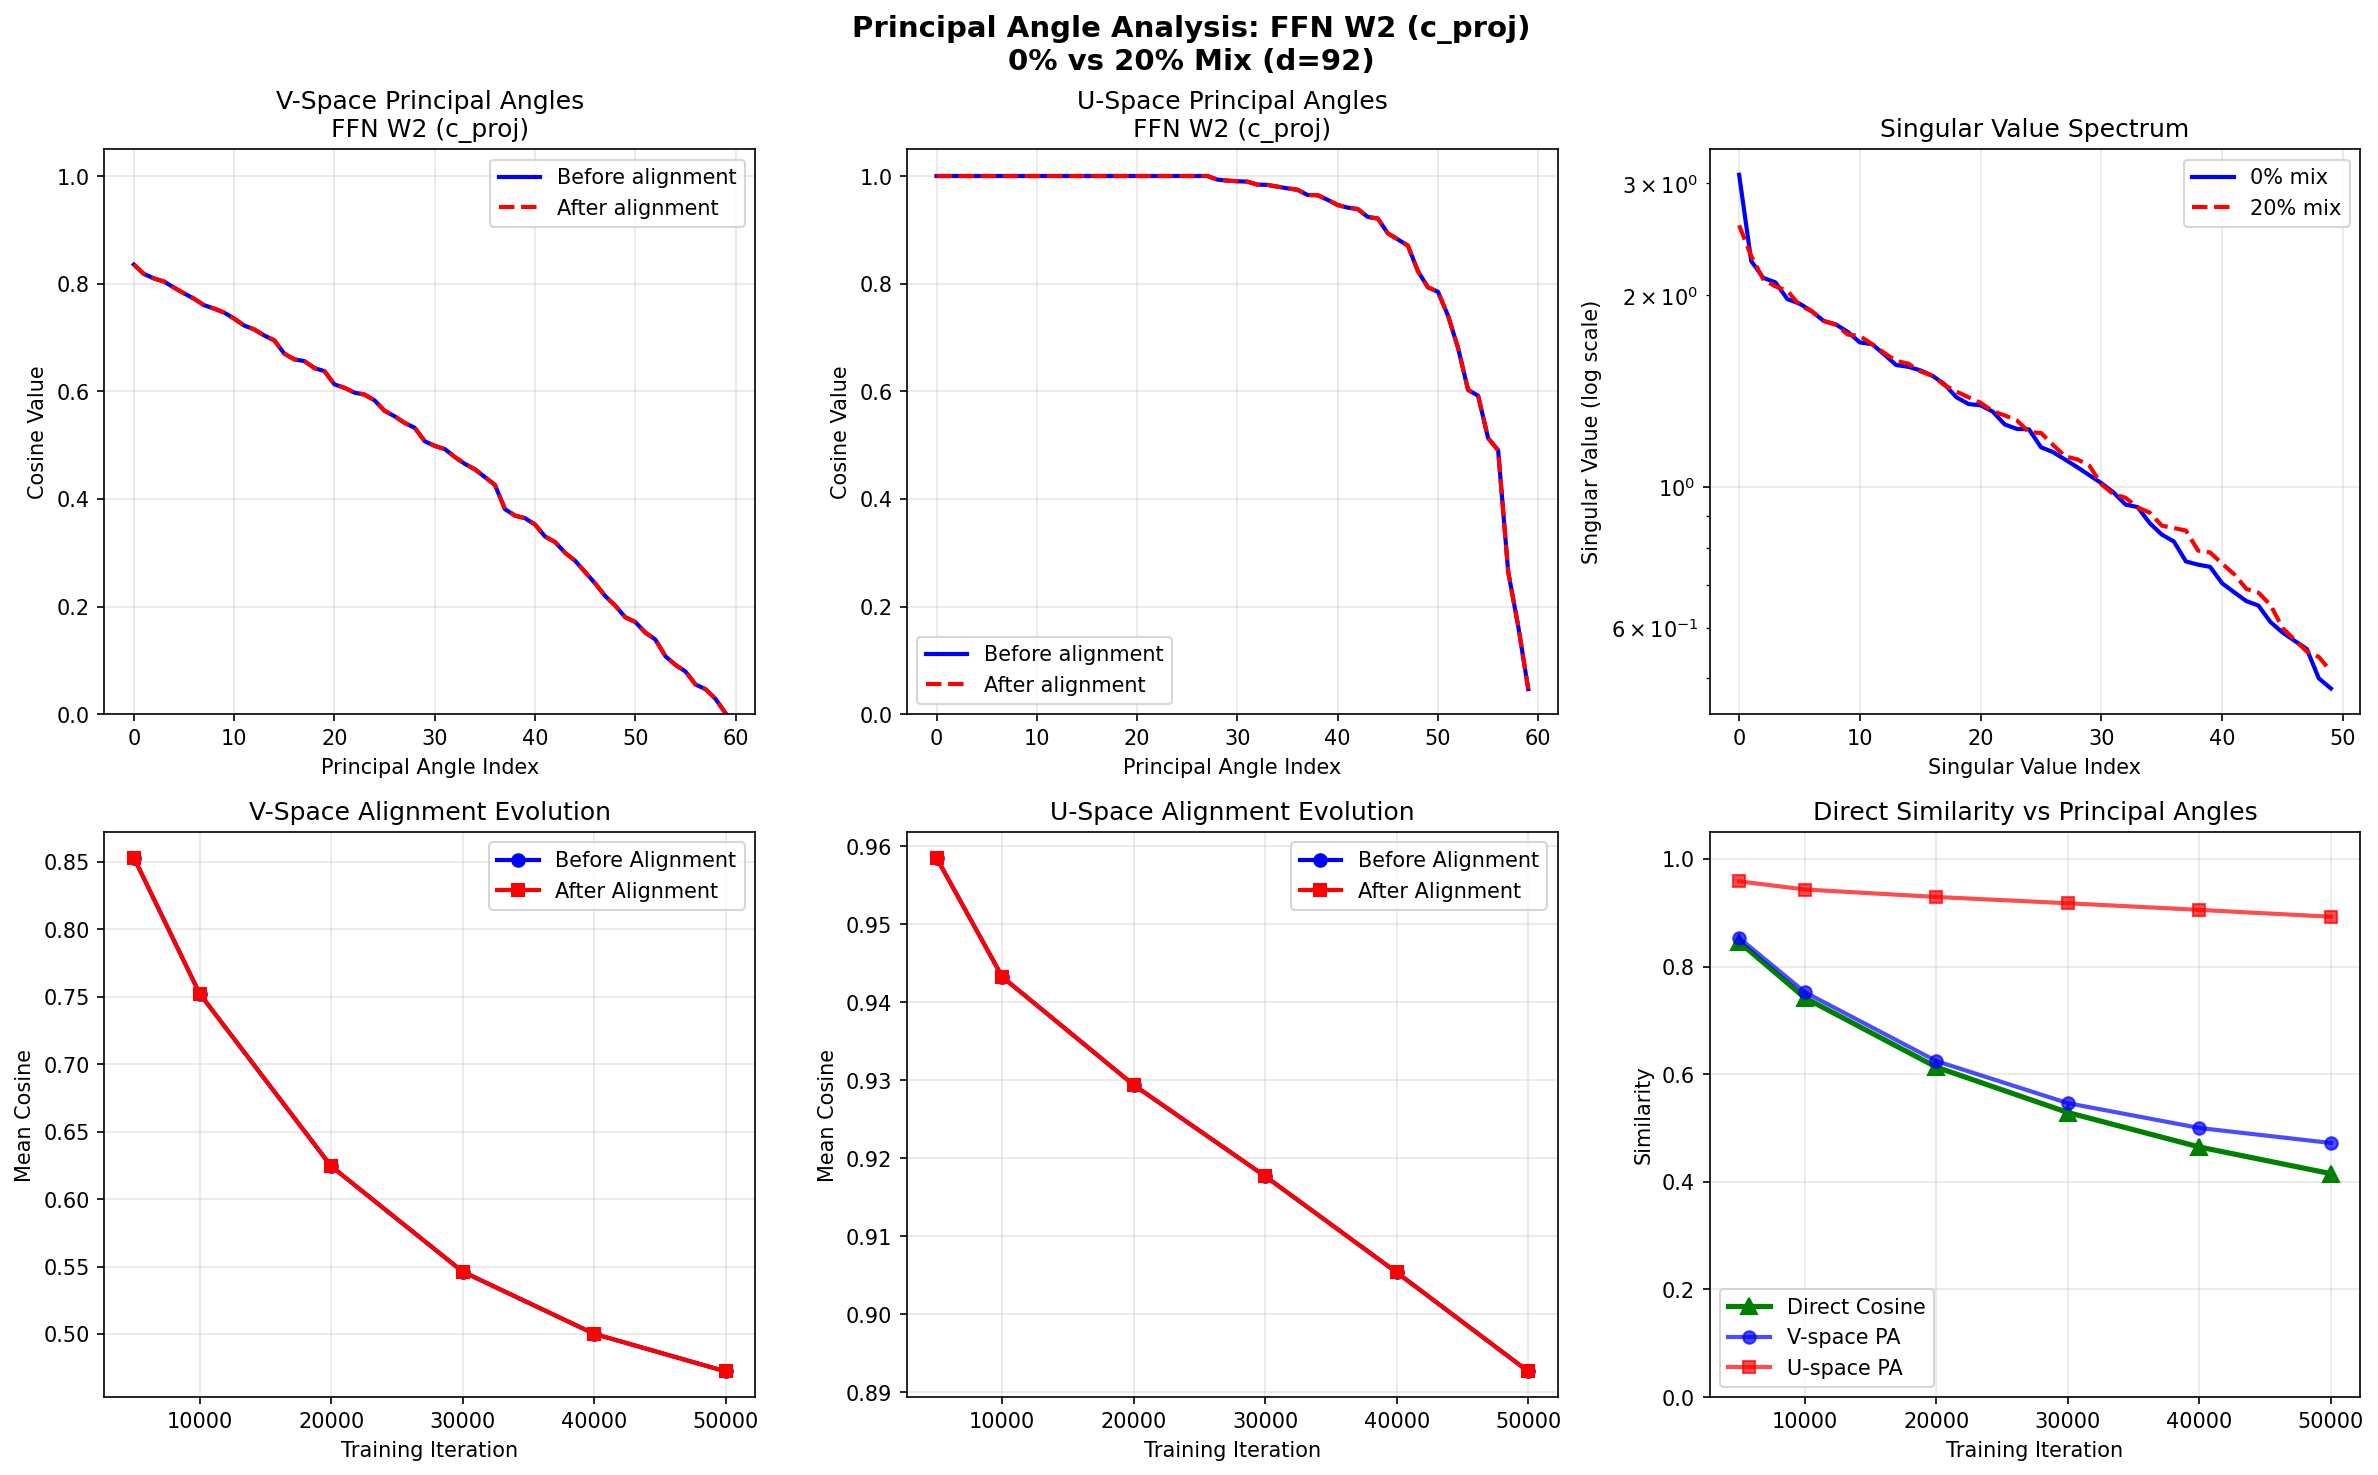 Principal Angle Analysis: FFN W2 (c_proj)
0% vs 20% Mix (d=92)
V-Space Principal Angles
FFN W2 (c_proj)
Cosine Value
1.0
0.8
0.6
0.4
0.2
0.0
Before alignment
After alignment
0 10 20 30 40 50 60
Principal Angle Index
U-Space Principal Angles
FFN W2 (c_proj)
Cosine Value
1.0
0.8
0.6
0.4
0.2
0.0
Before alignment
After alignment
0 10 20 30 40 50 60
Principal Angle Index
Singular Value Spectrum
Singular Value (log scale)
3 × 10⁰
2 × 10⁰
10⁰
6 × 10⁻¹
0% mix
20% mix
0 10 20 30 40 50
Singular Value Index
V-Space Alignment Evolution
Mean Cosine
0.85
0.80
0.75
0.70
0.65
0.60
0.55
0.50
Before Alignment
After Alignment
10000 20000 30000 40000 50000
Training Iteration
U-Space Alignment Evolution
Mean Cosine
0.96
0.95
0.94
0.93
0.92
0.91
0.90
0.89
Before Alignment
After Alignment
10000 20000 30000 40000 50000
Training Iteration
Direct Similarity vs Principal Angles
Similarity
1.0
0.8
0.6
0.4
0.2
0.0
Direct Cosine
V-space PA
U-space PA
10000 20000 30000 40000 50000
Training Iteration